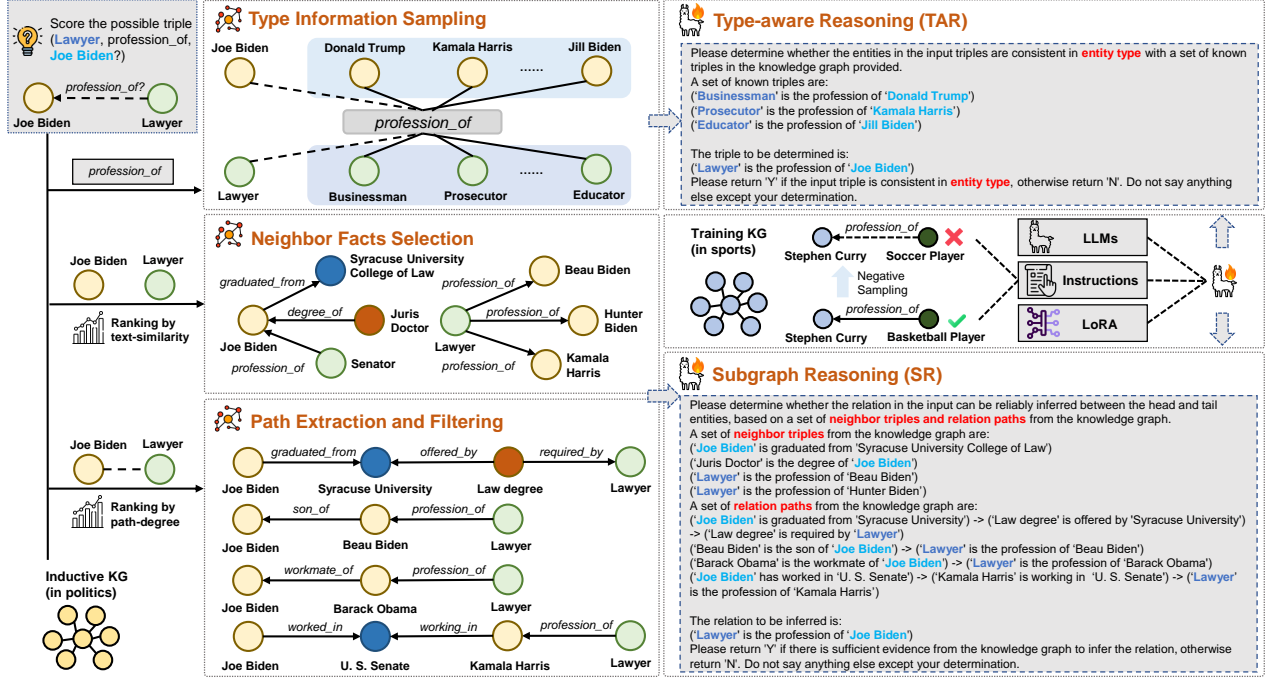 Score the possible triple
(Lawyer, profession_of,
Joe Biden?)
profession_of?
Joe Biden
Lawyer
profession_of
Joe Biden
Lawyer
Ranking by
text-similarity
Joe Biden
Lawyer
Ranking by
path-degree
Inductive KG
(in politics)
Type Information Sampling
Joe Biden
Donald Trump
Kamala Harris
......
Jill Biden
profession_of
Lawyer
Businessman
Prosecutor
......
Educator
Neighbor Facts Selection
Syracuse University
College of Law
graduated_from
degree_of
Juris
Doctor
Joe Biden
Senator
profession_of
Beau Biden
profession_of
profession_of
Hunter
Biden
Lawyer
profession_of
Kamala
Harris
Path Extraction and Filtering
graduated_from
offered_by
required_by
Joe Biden
Syracuse University
Law degree
Lawyer
son_of
profession_of
Joe Biden
Beau Biden
Lawyer
workmate_of
profession_of
Joe Biden
Barack Obama
Lawyer
worked_in
working_in
profession_of
Joe Biden
U. S. Senate
Kamala Harris
Lawyer
Type-aware Reasoning (TAR)
Please determine whether the entities in the input triples are consistent in entity type with a set of known
triples in the knowledge graph provided.
A set of known triples are:
(‘Businessman’ is the profession of ‘Donald Trump’)
(‘Prosecutor’ is the profession of ‘Kamala Harris’)
(‘Educator’ is the profession of ‘Jill Biden’)
The triple to be determined is:
(‘Lawyer’ is the profession of ‘Joe Biden’)
Please return 'Y' if the input triple is consistent in entity type, otherwise return 'N'. Do not say anything
else except your determination.
Training KG
(in sports)
profession_of
Stephen Curry
Soccer Player
Negative
Sampling
profession_of
Stephen Curry
Basketball Player
LLMs
Instructions
LoRA
Subgraph Reasoning (SR)
Please determine whether the relation in the input can be reliably inferred between the head and tail
entities, based on a set of neighbor triples and relation paths from the knowledge graph.
A set of neighbor triples from the knowledge graph are:
(‘Joe Biden’ is graduated from 'Syracuse University College of Law’)
(‘Juris Doctor’ is the degree of ‘Joe Biden’)
(‘Lawyer’ is the profession of ‘Beau Biden’)
(‘Lawyer’ is the profession of ‘Hunter Biden’)
A set of relation paths from the knowledge graph are:
(‘Joe Biden’ is graduated from 'Syracuse University’) -> (‘Law degree’ is offered by 'Syracuse University’)
-> (‘Law degree’ is required by ‘Lawyer’)
(‘Beau Biden’ is the son of ‘Joe Biden’) -> (‘Lawyer’ is the profession of ‘Beau Biden’)
(‘Barack Obama’ is the workmate of ‘Joe Biden’) -> (‘Lawyer’ is the profession of ‘Barack Obama’)
(‘Joe Biden’ has worked in ‘U. S. Senate’) -> (‘Kamala Harris’ is working in ‘U. S. Senate’) -> (‘Lawyer’
is the profession of ‘Kamala Harris’)
The relation to be inferred is:
(‘Lawyer’ is the profession of ‘Joe Biden’)
Please return 'Y' if there is sufficient evidence from the knowledge graph to infer the relation, otherwise
return 'N'. Do not say anything else except your determination.